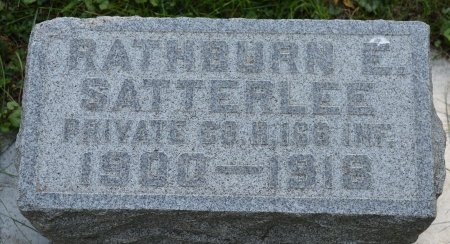 RATHBURN E.
SATTERLEE
PRIVATE CO. H. 166 INF.
1900—1918